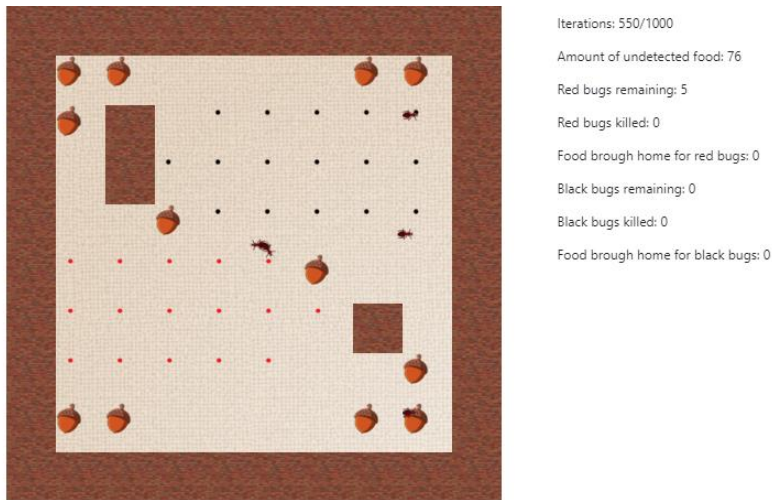 Iterations: 550/1000
Amount of undetected food: 76
Red bugs remaining: 5
Red bugs killed: 0
Food brough home for red bugs: 0
Black bugs remaining: 0
Black bugs killed: 0
Food brough home for black bugs: 0